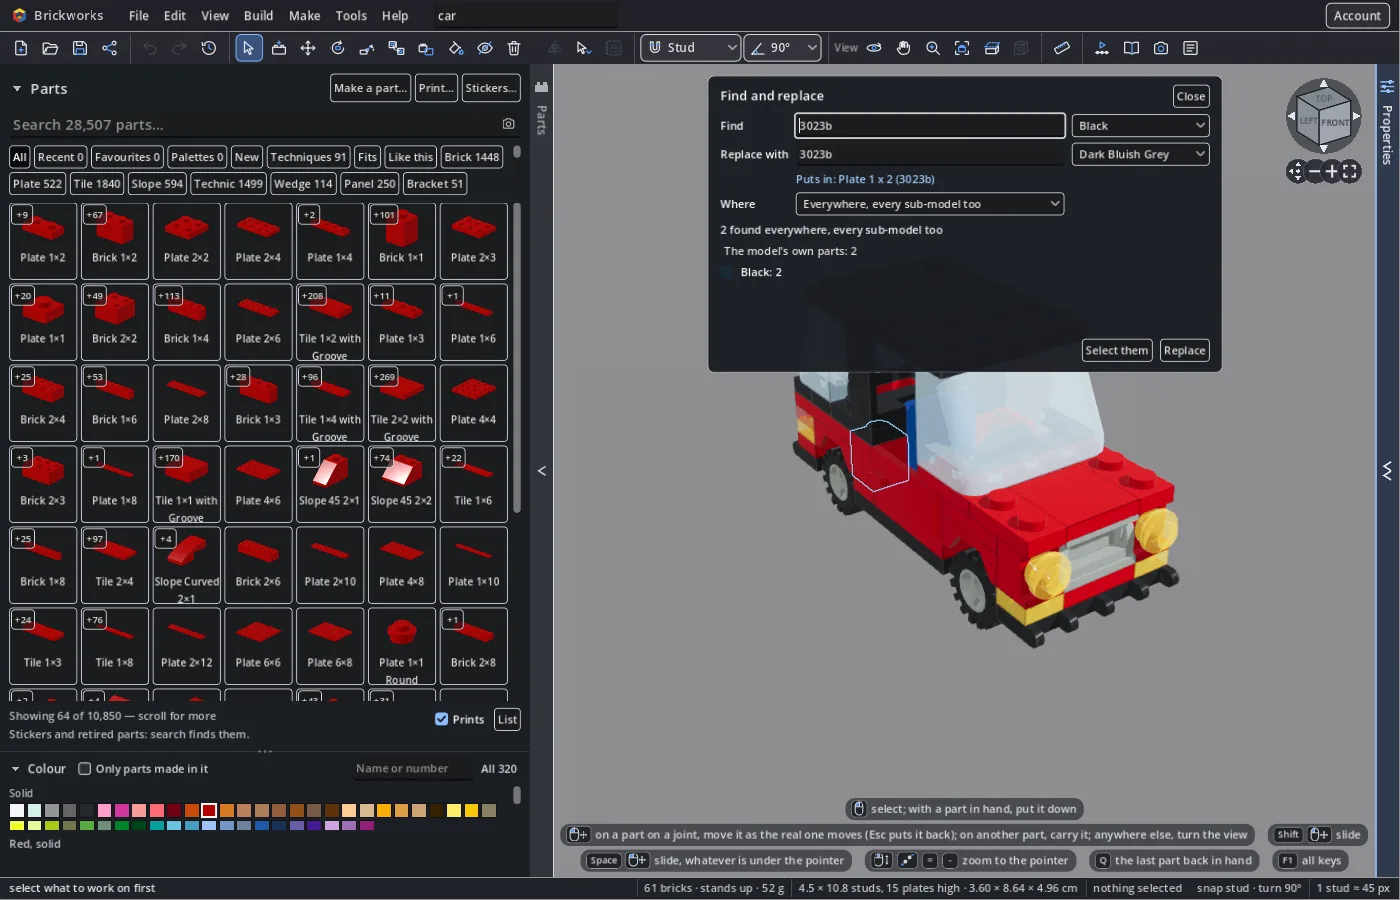 Brickworks File Edit View Build Make Tools Help car Account
Stud 90° View
Parts Make a part... Print... Stickers...
Search 28,507 parts...
All Recent 0 Favourites 0 Palettes 0 New Techniques 91 Fits Like this Brick 1448
Plate 522 Tile 1840 Slope 594 Technic 1499 Wedge 114 Panel 250 Bracket 51
+9 +67 +2 +101
Plate 1×2 Brick 1×2 Plate 2×2 Plate 2×4 Plate 1×4 Brick 1×1 Plate 2×3
+20 +49 +113 +208 +11 +1
Plate 1×1 Brick 2×2 Brick 1×4 Plate 2×6 Tile 1×2 with Groove Plate 1×3 Plate 1×6
+25 +53 +28 +96 +269
Brick 2×4 Brick 1×6 Plate 2×8 Brick 1×3 Tile 1×4 with Groove Tile 2×2 with Groove Plate 4×4
+3 +1 +170 +1 +74 +22
Brick 2×3 Plate 1×8 Tile 1×1 with Groove Plate 4×6 Slope 45 2×1 Slope 45 2×2 Tile 1×6
+25 +97 +4
Brick 1×8 Tile 2×4 Slope Curved 2×1 Brick 2×6 Plate 2×10 Plate 4×8 Plate 1×10
+24 +76 +1
Tile 1×3 Tile 1×8 Plate 2×12 Plate 6×6 Plate 6×8 Plate 1×1 Round Brick 2×8
Showing 64 of 10,850 — scroll for more
Stickers and retired parts: search finds them.
Prints List
Colour Only parts made in it Name or number All 320
Solid
Red, solid
Parts
Find and replace Close
Find 3023b Black
Replace with 3023b Dark Bluish Grey
Puts in: Plate 1 x 2 (3023b)
Where Everywhere, every sub-model too
2 found everywhere, every sub-model too
The model's own parts: 2
Black: 2
Select them Replace
TOP
LEFT FRONT
Properties
select; with a part in hand, put it down
on a part on a joint, move it as the real one moves (Esc puts it back); on another part, carry it; anywhere else, turn the view Shift slide
Space slide, whatever is under the pointer = - zoom to the pointer Q the last part back in hand F1 all keys
select what to work on first 61 bricks · stands up · 52 g 4.5 × 10.8 studs, 15 plates high · 3.60 × 8.64 × 4.96 cm nothing selected snap stud · turn 90° 1 stud ≈ 45 px